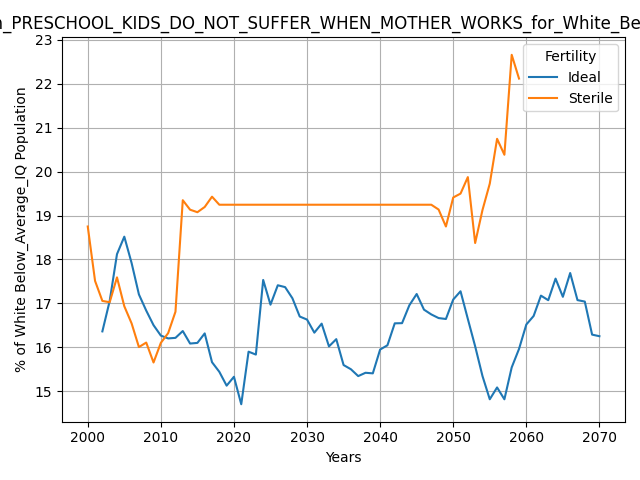 _PRESCHOOL_KIDS_DO_NOT_SUFFER_WHEN_MOTHER_WORKS_for_White_Be
23
22
21
20
19
18
17
16
15
% of White Below_Average_IQ Population
Fertility
Ideal
Sterile
2000 2010 2020 2030 2040 2050 2060 2070
Years